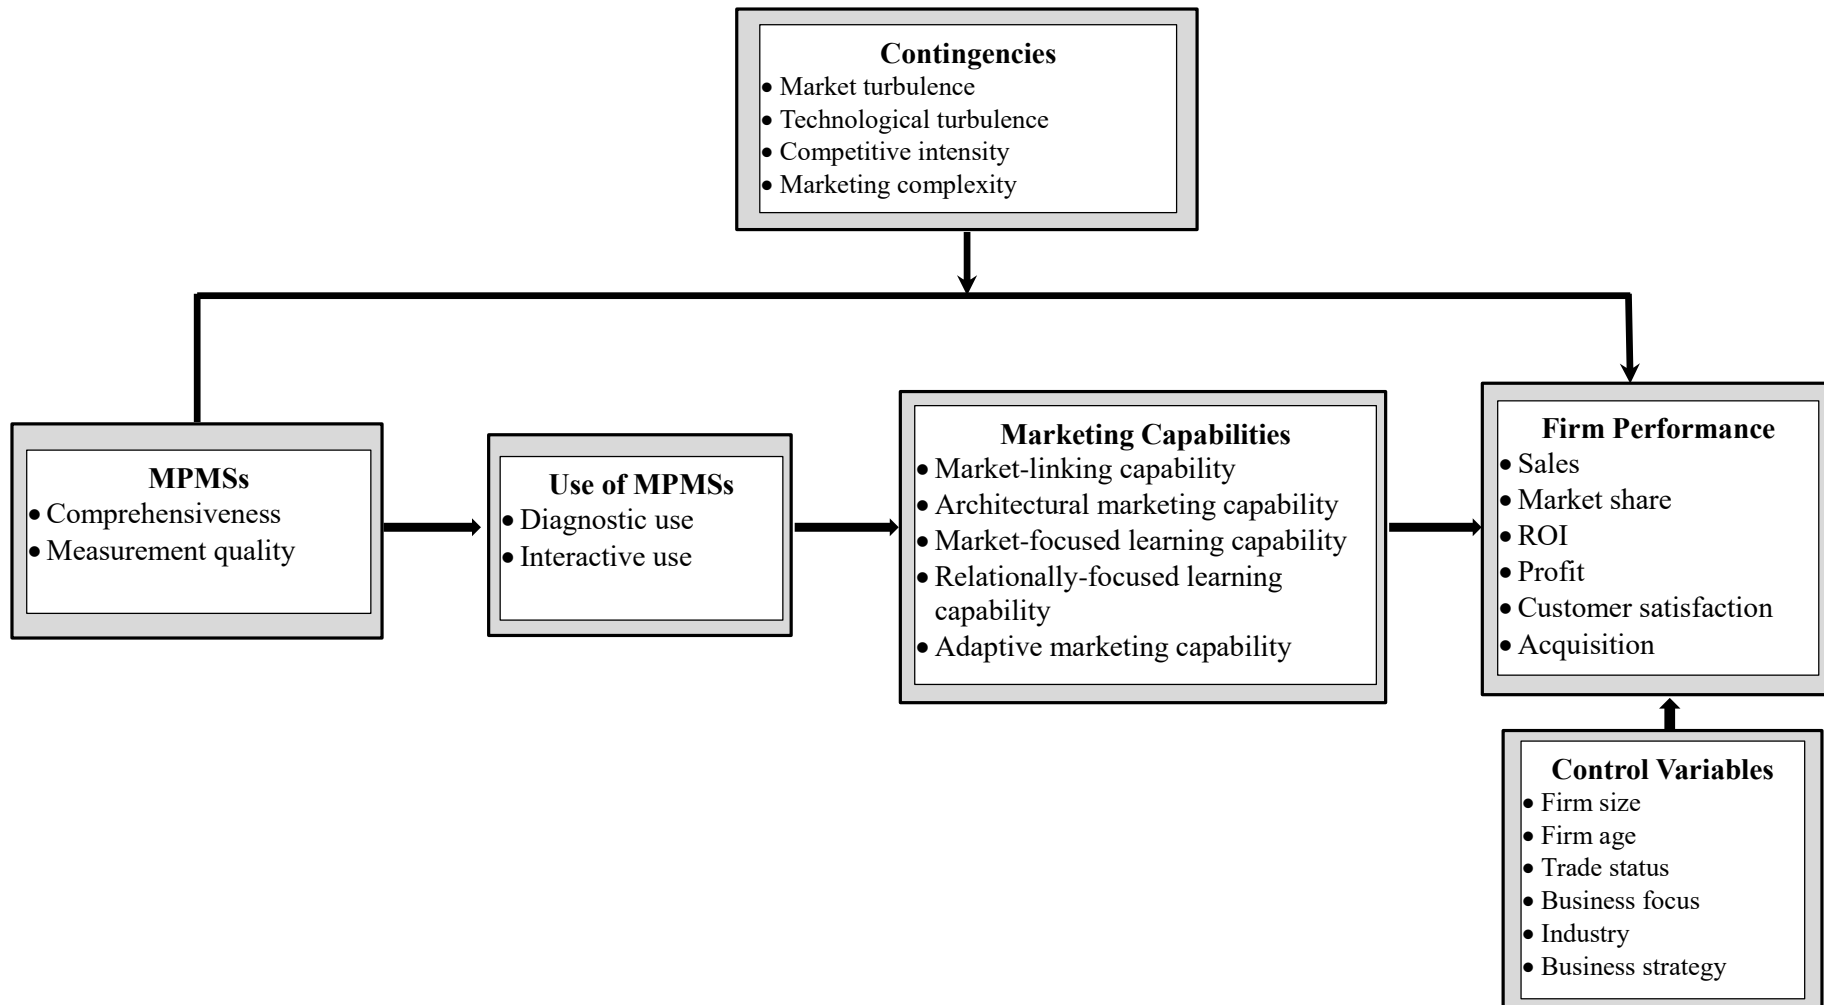 Contingencies
• Market turbulence
• Technological turbulence
• Competitive intensity
• Marketing complexity
MPMSs
• Comprehensiveness
• Measurement quality
Use of MPMSs
• Diagnostic use
• Interactive use
Marketing Capabilities
• Market-linking capability
• Architectural marketing capability
• Market-focused learning capability
• Relationally-focused learning
capability
• Adaptive marketing capability
Firm Performance
• Sales
• Market share
• ROI
• Profit
• Customer satisfaction
• Acquisition
Control Variables
• Firm size
• Firm age
• Trade status
• Business focus
• Industry
• Business strategy